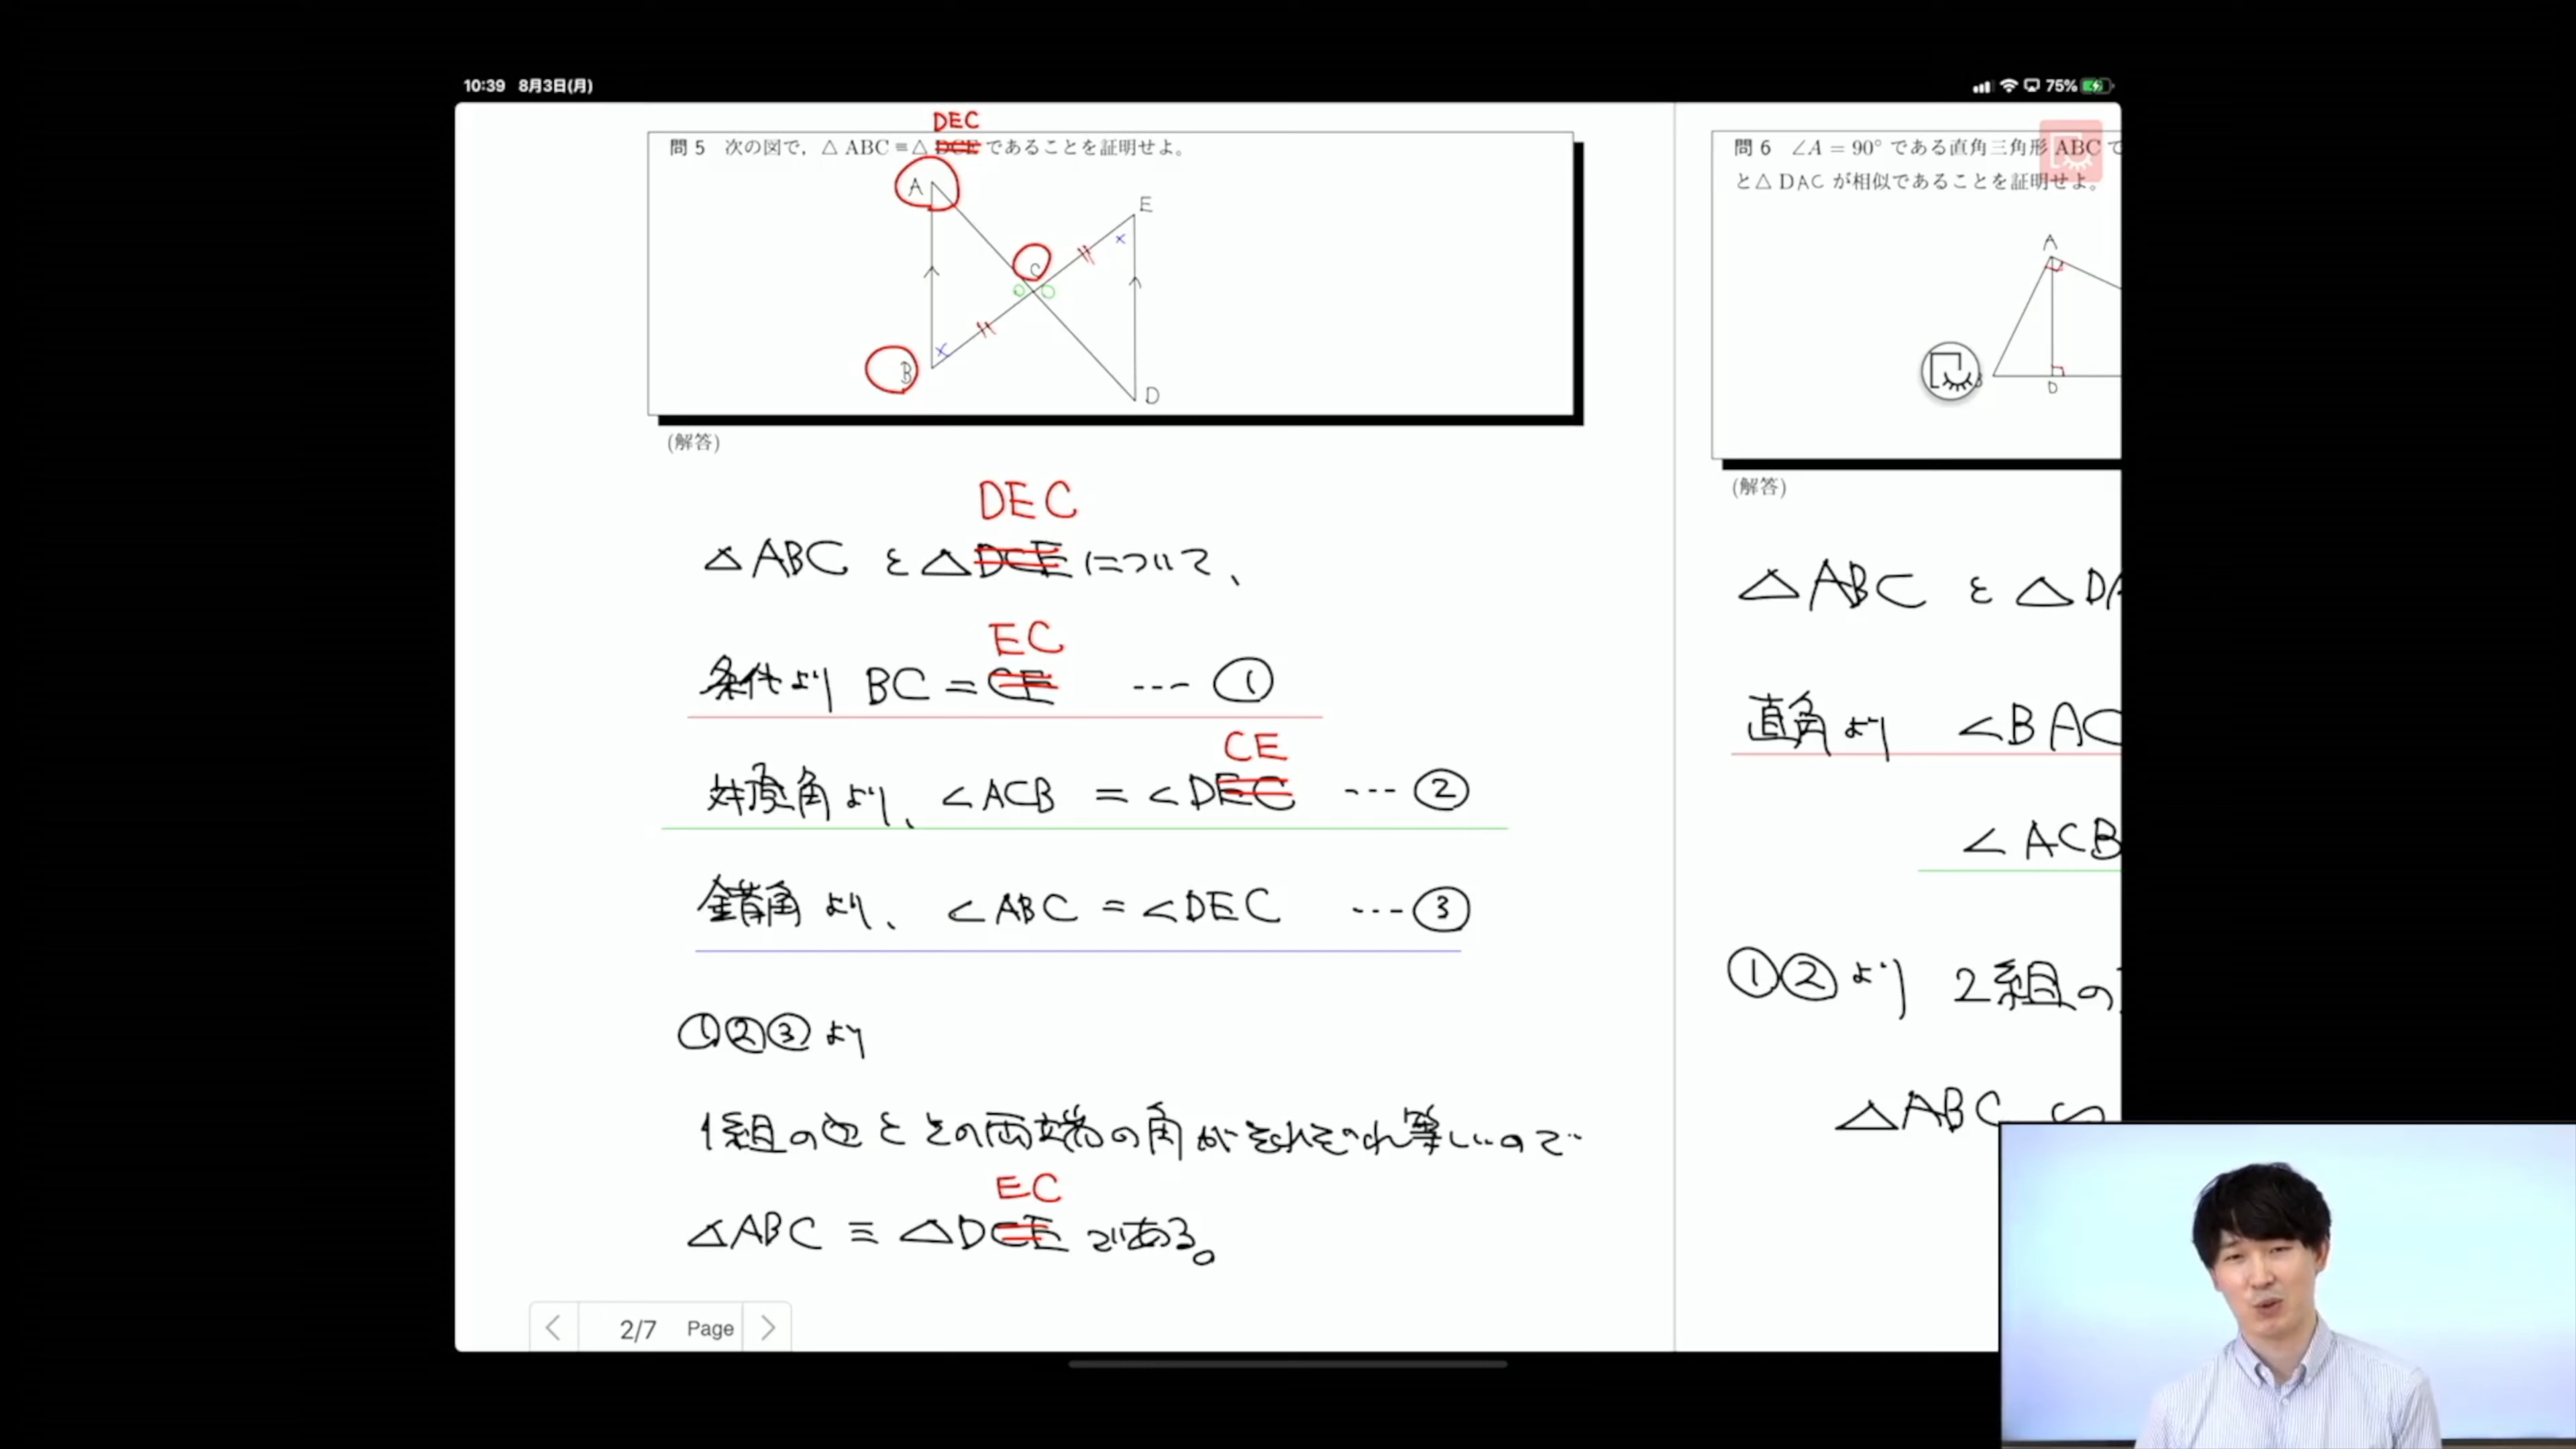 10:39 8月3日(月)
75%
DEC
問 5 次の図で，△ ABC ≡ △ DCE であることを証明せよ。
A
E
C
B
D
(解答)
DEC
△ABC と △DCE について、
EC
条件より BC = CE ---- ①
CE
対頂角より、∠ACB = ∠DEC ---- ②
錯角より、∠ABC = ∠DEC ---- ③
①②③より
1組の辺とその両端の角がそれぞれ等しいので
EC
△ABC ≡ △DCE である。
2/7 Page
問 6 ∠A = 90° である直角三角形 ABC で
と△ DAC が相似であることを証明せよ。
A
D
(解答)
△ABC と △DA
直角より ∠BAC
∠ACB
①②より 2組の
△ABC ∽